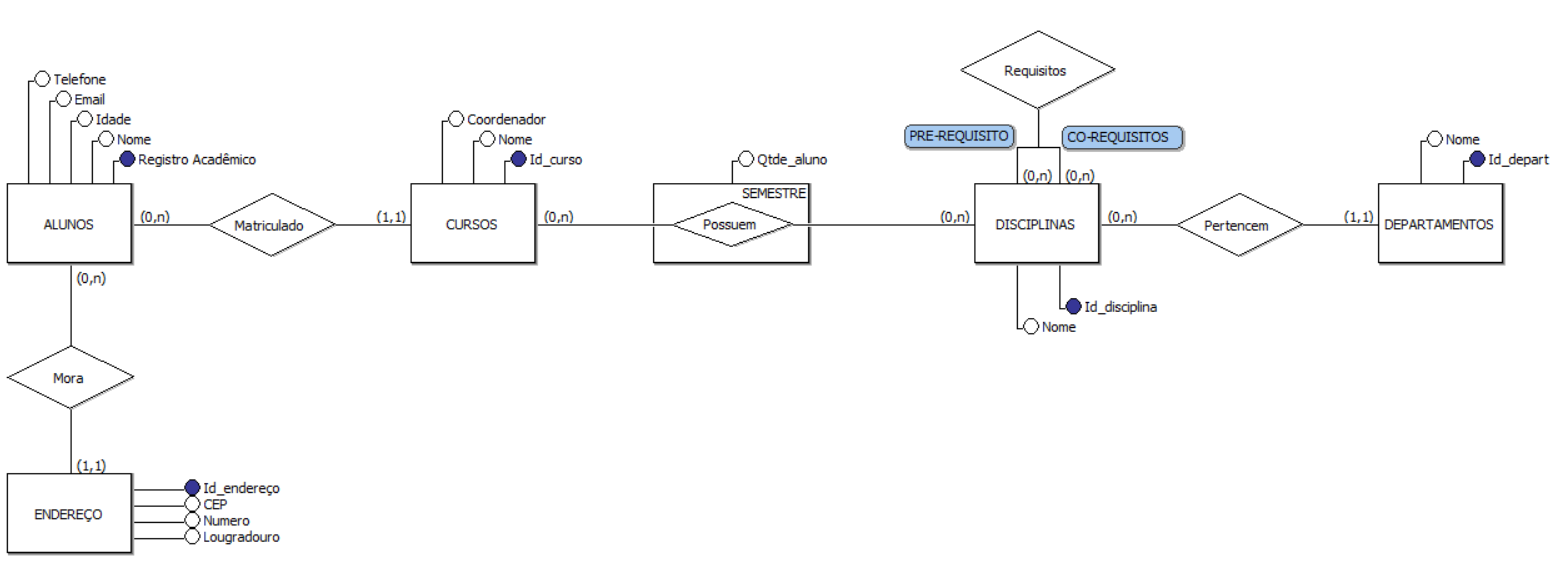 Requisitos
Telefone
Email
Idade
Nome
Registro Acadêmico
Coordenador
Nome
Id_curso
PRE-REQUISITO
CO-REQUISITOS
Nome
Id_depart
Qtde_aluno
SEMESTRE
(0,n)
(0,n)
ALUNOS
(0,n)
Matriculado
(1,1)
CURSOS
(0,n)
Possuem
(0,n)
DISCIPLINAS
(0,n)
Pertencem
(1,1)
DEPARTAMENTOS
(0,n)
Id_disciplina
Nome
Mora
(1,1)
ENDEREÇO
Id_endereço
CEP
Numero
Lougradouro